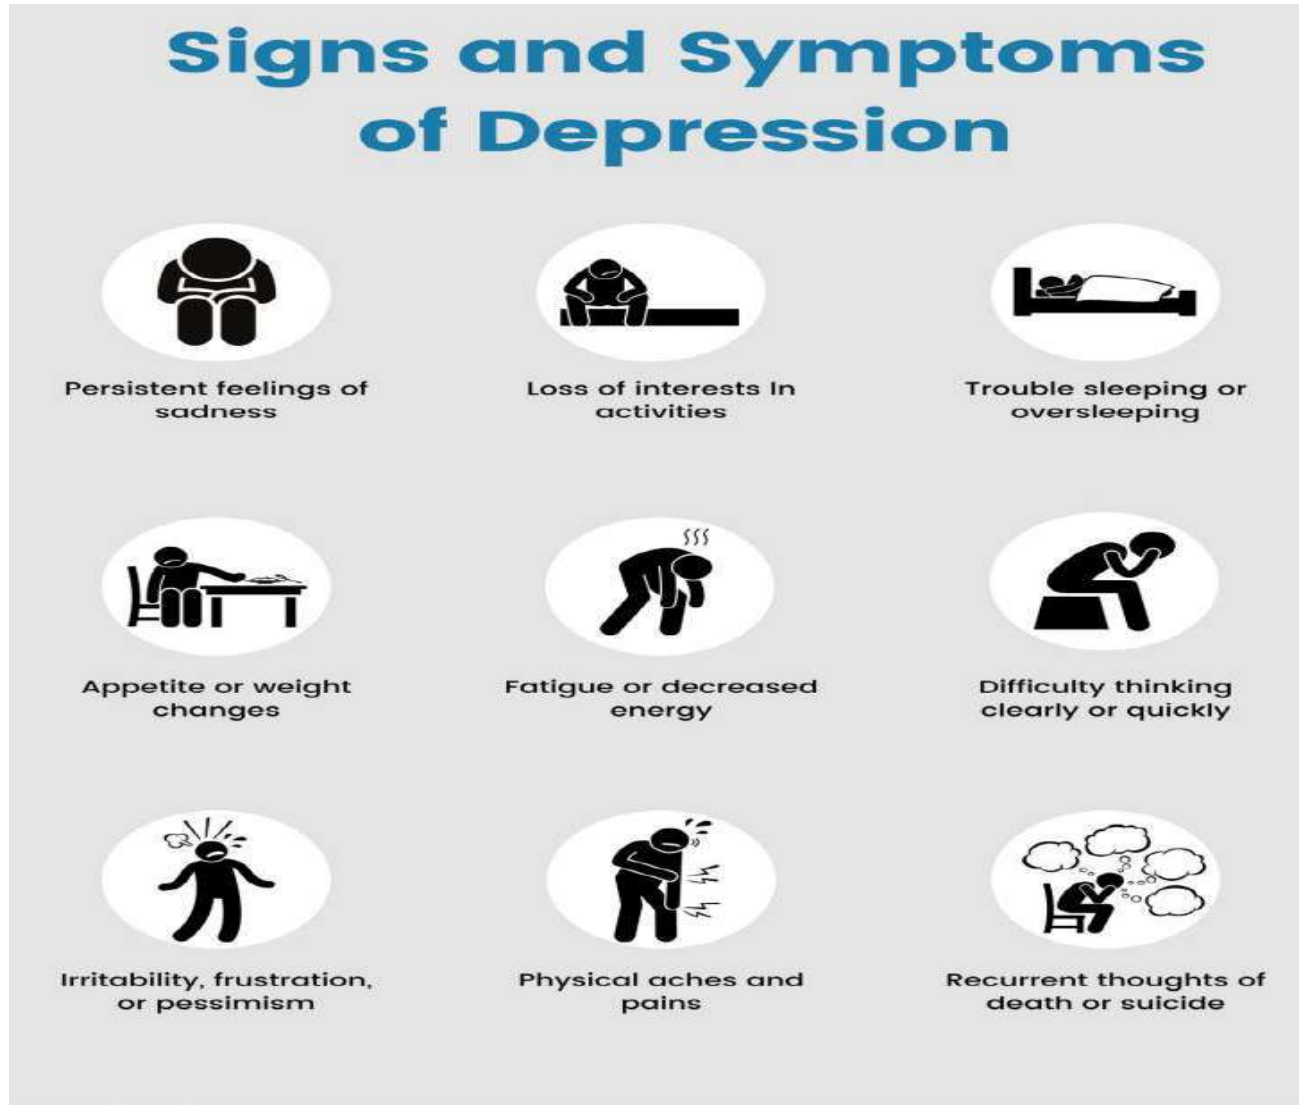 Signs and Symptoms
of Depression
Persistent feelings of
sadness
Loss of interests In
activities
Trouble sleeping or
oversleeping
Appetite or weight
changes
Fatigue or decreased
energy
Difficulty thinking
clearly or quickly
Irritability, frustration,
or pessimism
Physical aches and
pains
Recurrent thoughts of
death or suicide